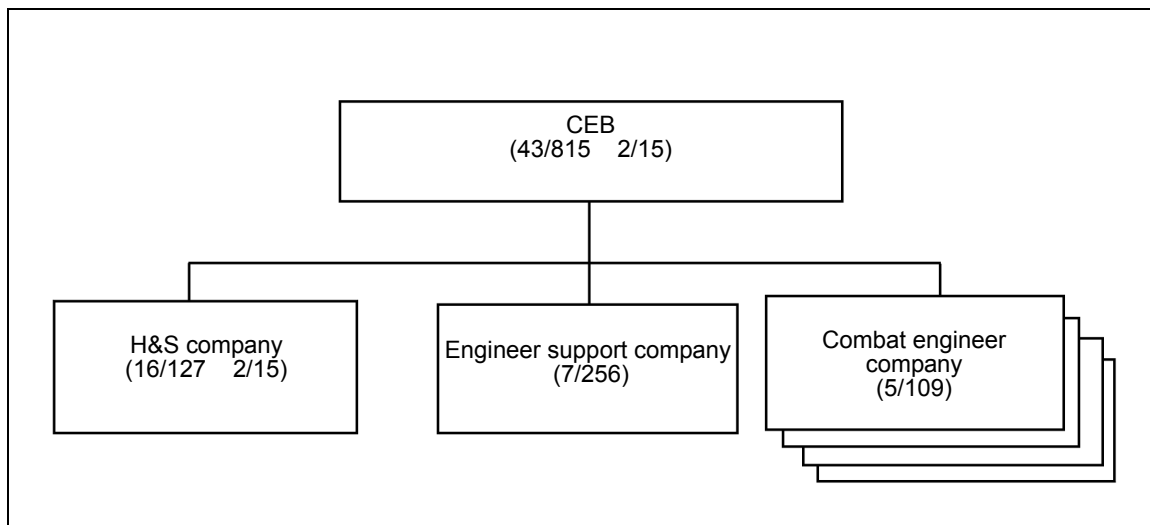 CEB
(43/815 2/15)
H&S company
(16/127 2/15)
Engineer support company
(7/256)
Combat engineer
company
(5/109)